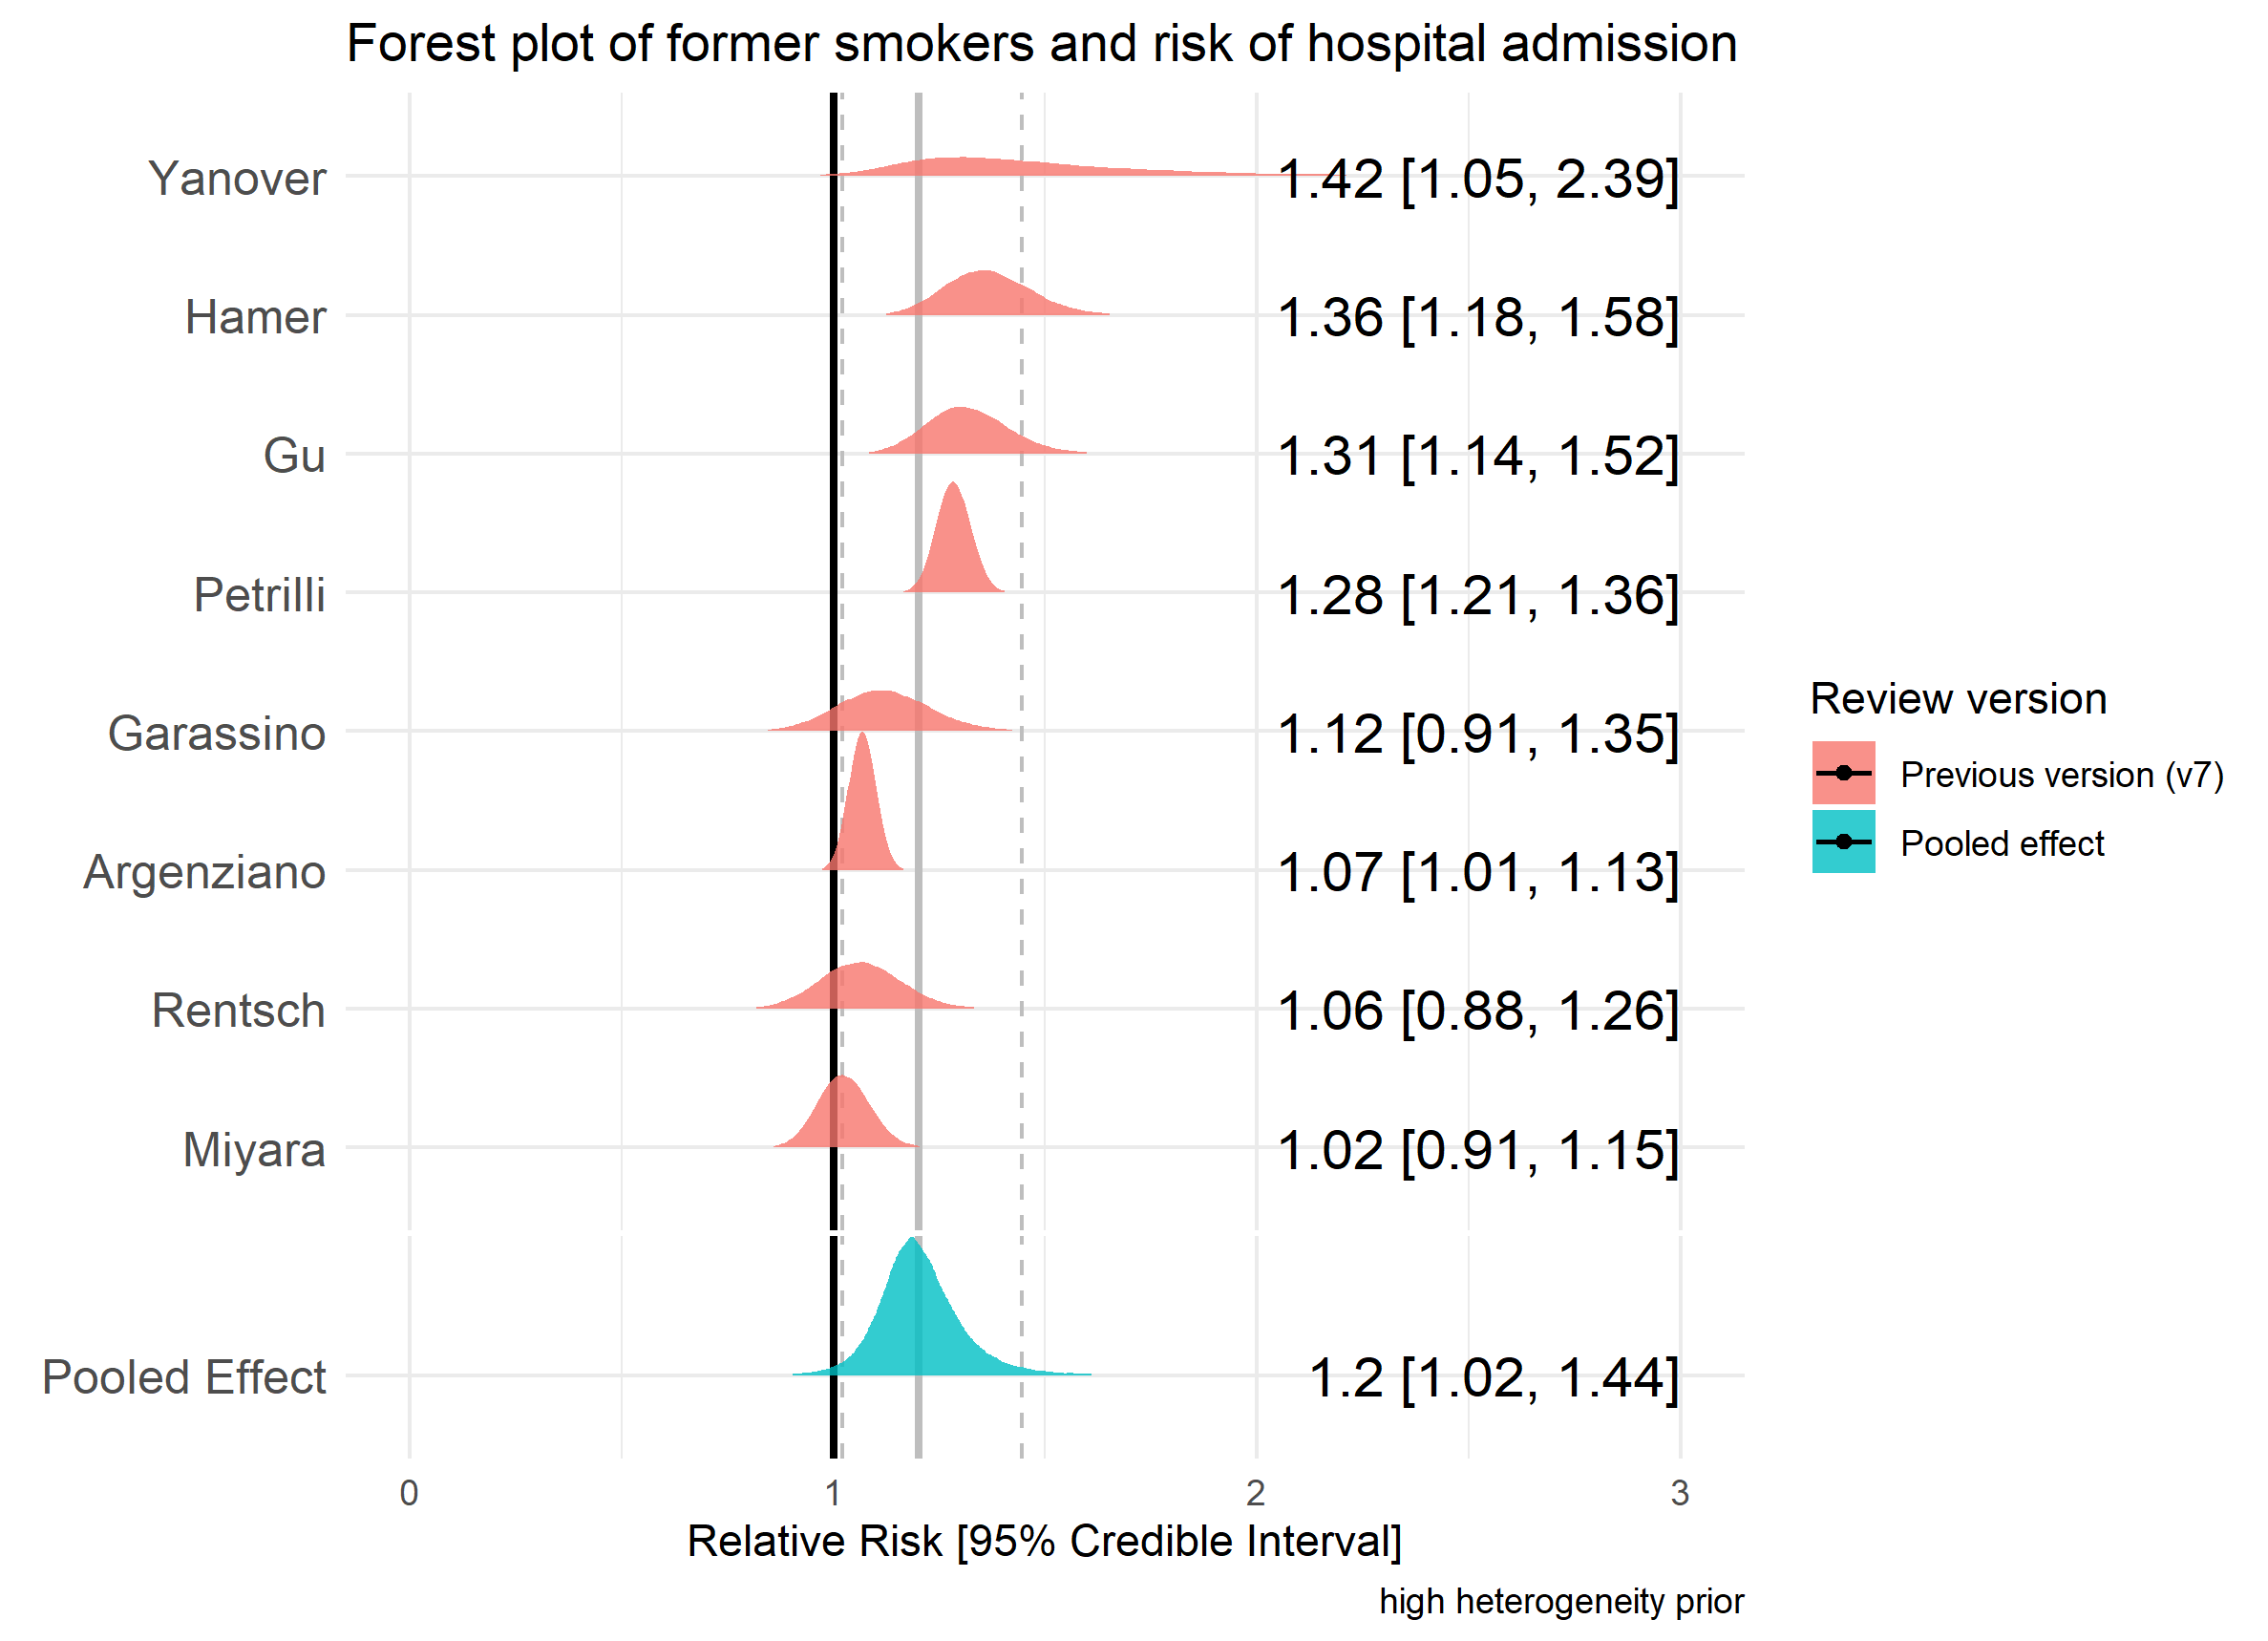 Forest plot of former smokers and risk of hospital admission
Yanover 1.42 [1.05, 2.39]
Hamer 1.36 [1.18, 1.58]
Gu 1.31 [1.14, 1.52]
Petrilli 1.28 [1.21, 1.36]
Garassino 1.12 [0.91, 1.35]
Argenziano 1.07 [1.01, 1.13]
Rentsch 1.06 [0.88, 1.26]
Miyara 1.02 [0.91, 1.15]
Pooled Effect 1.2 [1.02, 1.44]
0 1 2 3
Relative Risk [95% Credible Interval]
high heterogeneity prior
Review version
Previous version (v7)
Pooled effect